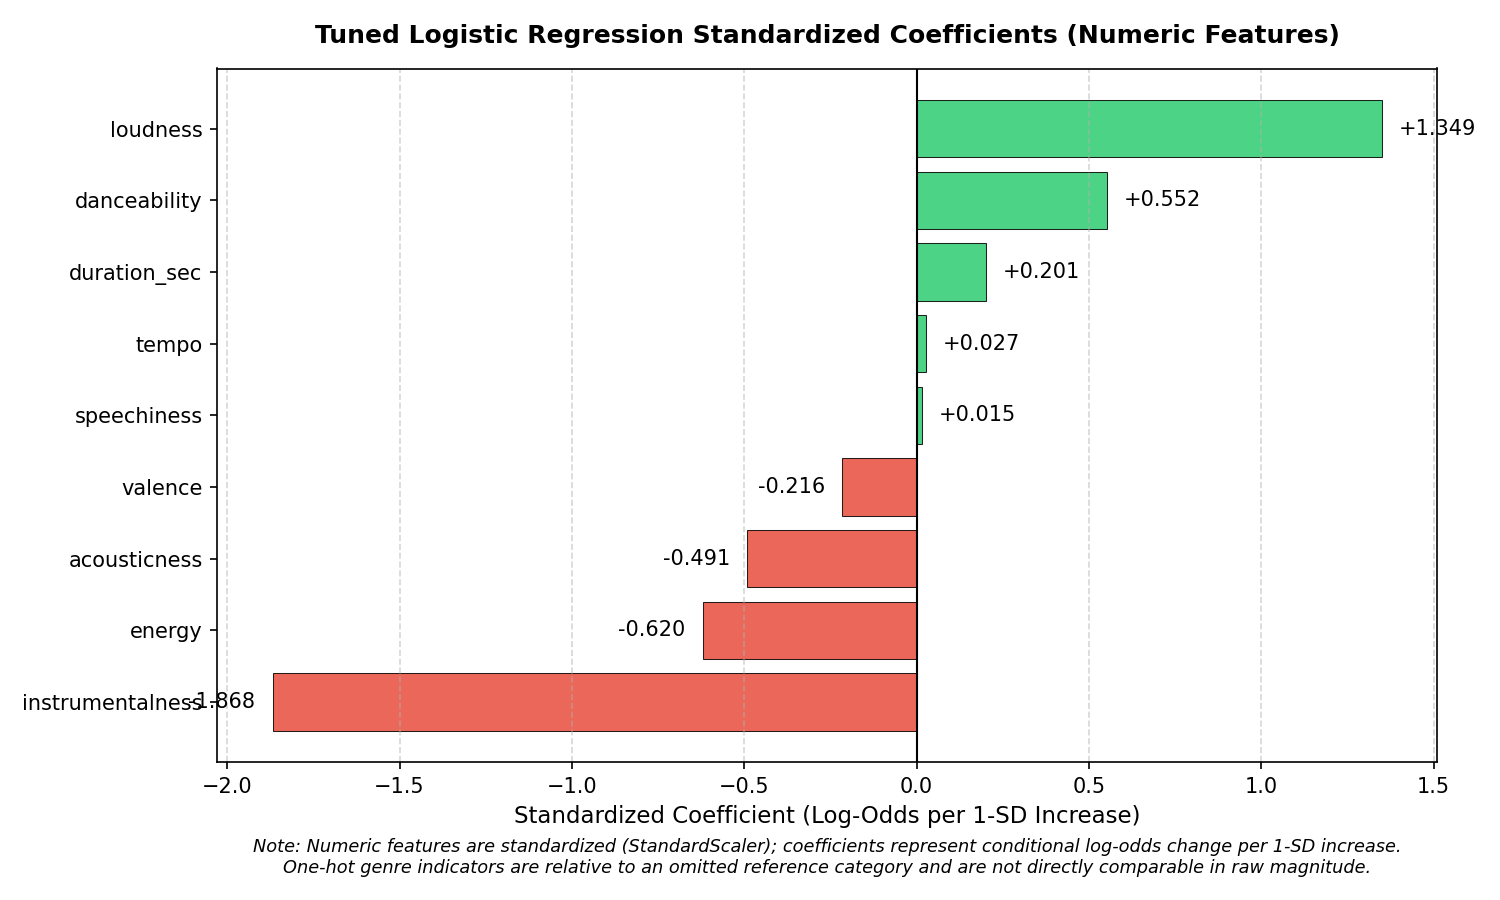 Tuned Logistic Regression Standardized Coefficients (Numeric Features)
loudness +1.349
danceability +0.552
duration_sec +0.201
tempo +0.027
speechiness +0.015
valence -0.216
acousticness -0.491
energy -0.620
instrumentalness -1.868
−2.0 −1.5 −1.0 −0.5 0.0 0.5 1.0 1.5
Standardized Coefficient (Log-Odds per 1-SD Increase)
Note: Numeric features are standardized (StandardScaler); coefficients represent conditional log-odds change per 1-SD increase.
One-hot genre indicators are relative to an omitted reference category and are not directly comparable in raw magnitude.